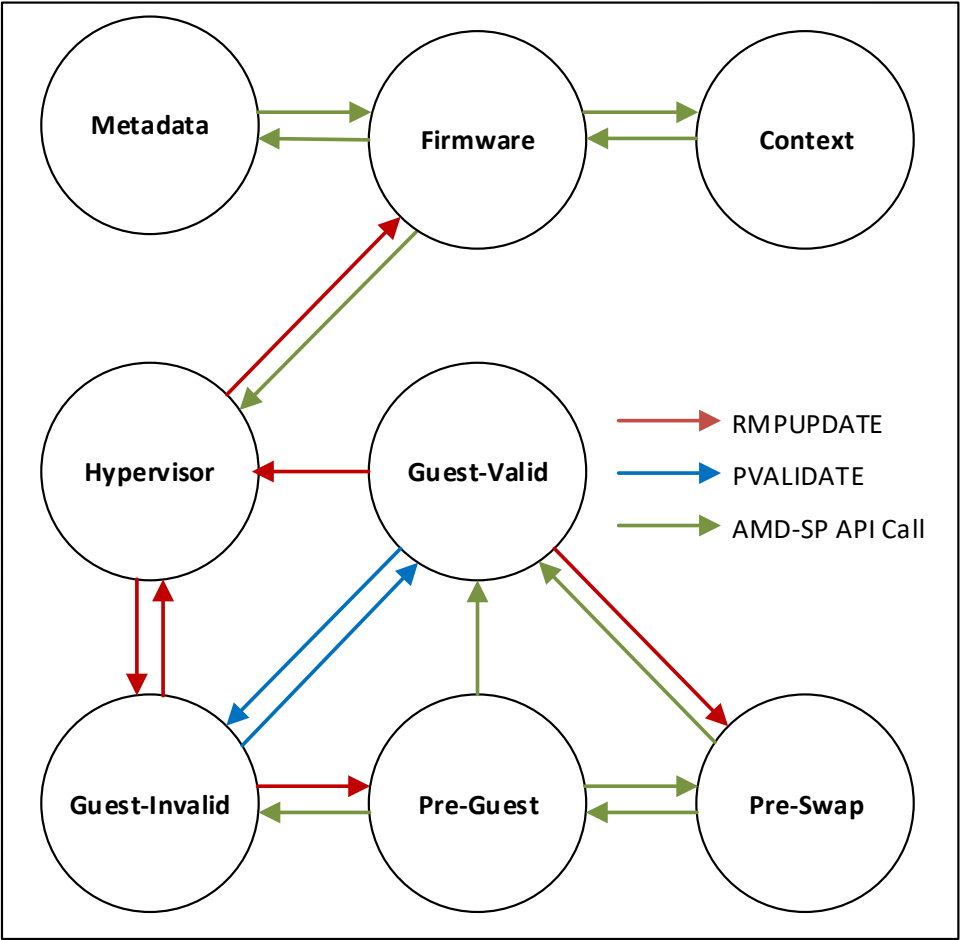 Metadata
Firmware
Context
Hypervisor
Guest-Valid
RMPUPDATE
PVALIDATE
AMD-SP API Call
Guest-Invalid
Pre-Guest
Pre-Swap